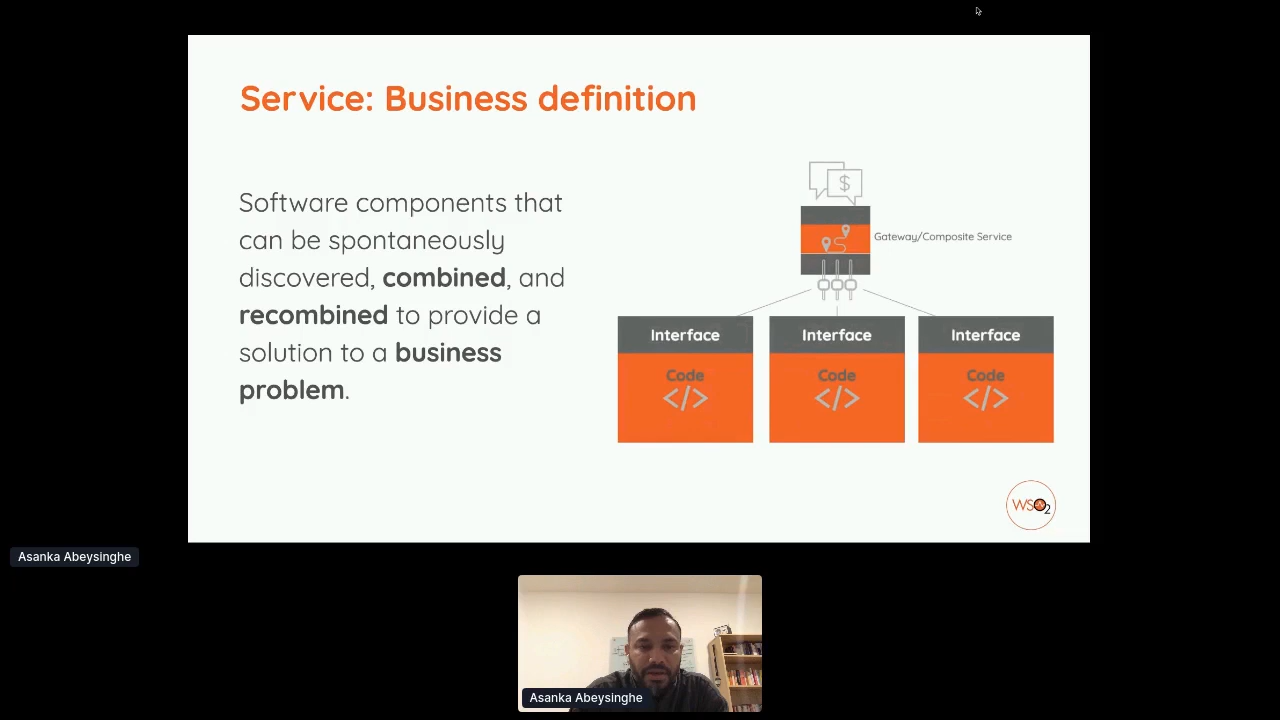 Service: Business definition
Software components that
can be spontaneously
discovered, combined, and
recombined to provide a
solution to a business
problem.
$
Gateway/Composite Service
Interface
Interface
Interface
Code
Code
Code
</>
</>
</>
WSO2
Asanka Abeysinghe
Asanka Abeysinghe